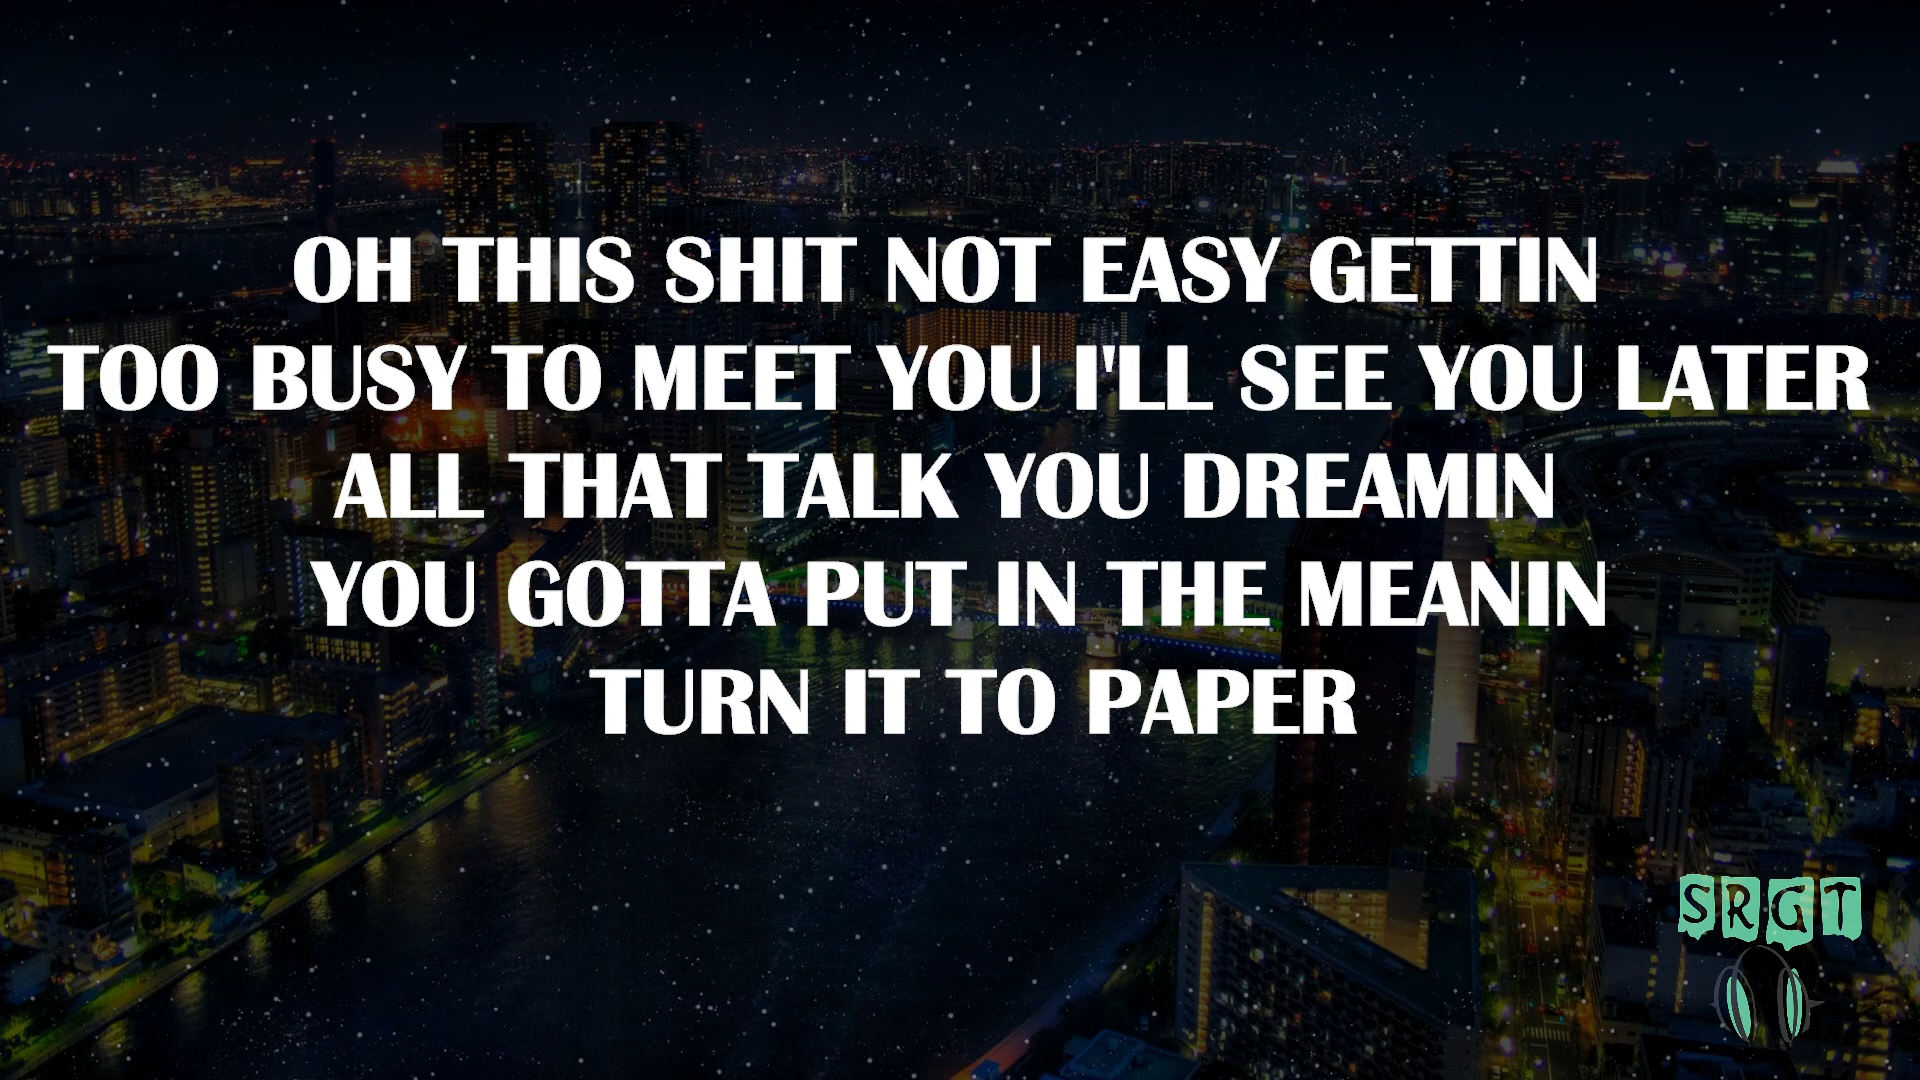 OH THIS SHIT NOT EASY GETTIN
TOO BUSY TO MEET YOU I'LL SEE YOU LATER
ALL THAT TALK YOU DREAMIN
YOU GOTTA PUT IN THE MEANIN
TURN IT TO PAPER
SRGT